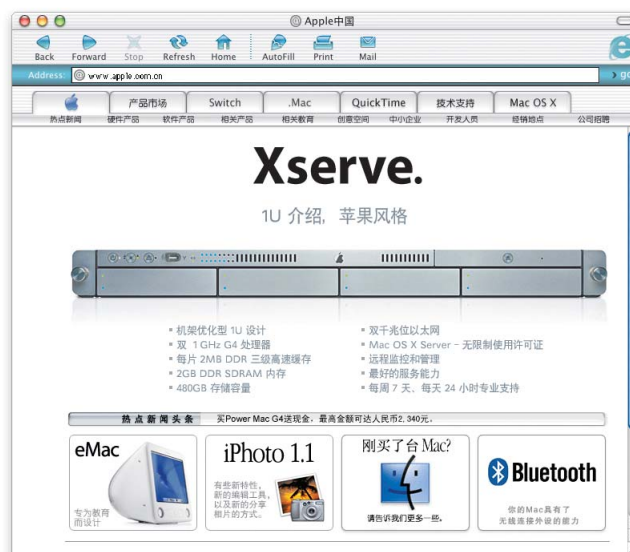 Apple中国
Back Forward Stop Refresh Home AutoFill Print Mail
Address: www.apple.com.cn go
产品市场 Switch .Mac QuickTime 技术支持 Mac OS X
热点新闻 硬件产品 软件产品 相关产品 相关教育 创意空间 中小企业 开发人员 经销地点 公司招聘
Xserve.
1U 介绍, 苹果风格
▪ 机架优化型 1U 设计
▪ 双 1GHz G4 处理器
▪ 每片 2MB DDR 三级高速缓存
▪ 2GB DDR SDRAM 内存
▪ 480GB 存储容量
▪ 双千兆位以太网
▪ Mac OS X Server – 无限制使用许可证
▪ 远程监控和管理
▪ 最好的服务能力
▪ 每周 7 天、每天 24 小时专业支持
热点新闻头条 买Power Mac G4送现金，最高金额可达人民币2,340元。
eMac
专为教育
而设计
iPhoto 1.1
有些新特性，
新的编辑工具，
以及新的分享
相片的方式。
刚买了台 Mac?
请告诉我们更多一些。
Bluetooth
你的Mac具有了
无线连接外设的能力